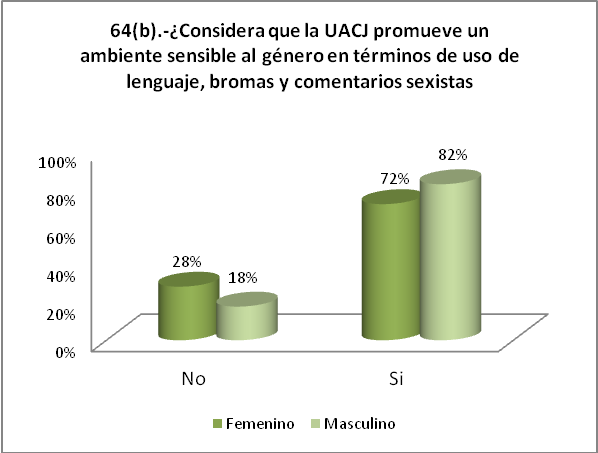 64(b).-¿Considera que la UACJ promueve un
ambiente sensible al género en términos de uso de
lenguaje, bromas y comentarios sexistas
100%
80%
60%
40%
20%
0%
28%
18%
72%
82%
No
Si
Femenino
Masculino